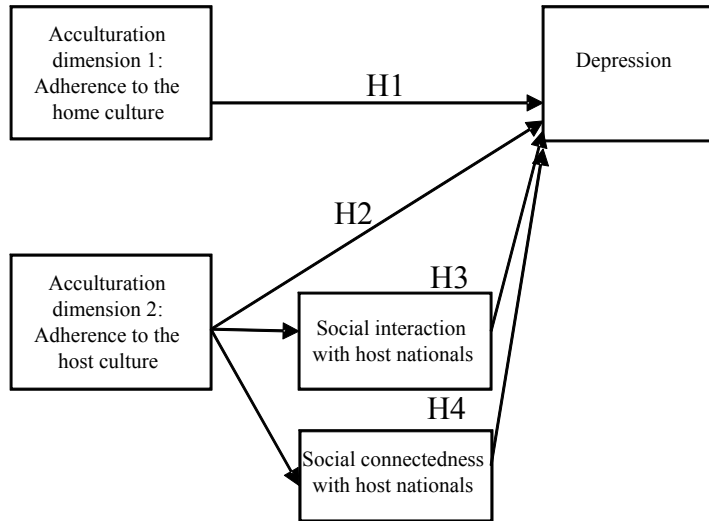 Acculturation
dimension 1:
Adherence to the
home culture
H1
Depression
H2
Acculturation
dimension 2:
Adherence to the
host culture
H3
Social interaction
with host nationals
H4
Social connectedness
with host nationals